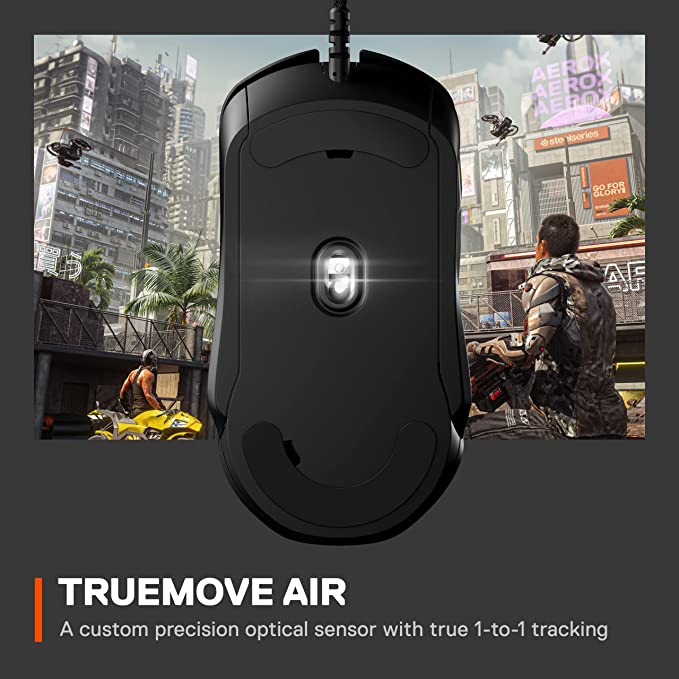 AEROX
AEROX
AEROX
steelseries
GO FOR
GLORY!
TRUEMOVE AIR
A custom precision optical sensor with true 1-to-1 tracking